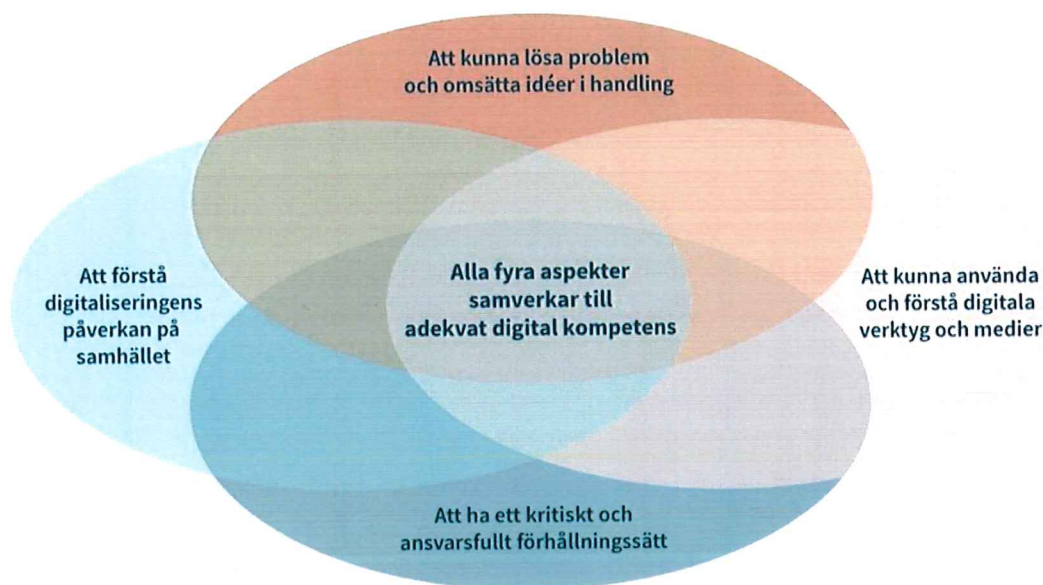 Att kunna lösa problem
och omsätta idéer i handling
Att förstå
digitaliseringens
påverkan på
samhället
Alla fyra aspekter
samverkar till
adekvat digital kompetens
Att kunna använda
och förstå digitala
verktyg och medier
Att ha ett kritiskt och
ansvarsfullt förhållningssätt